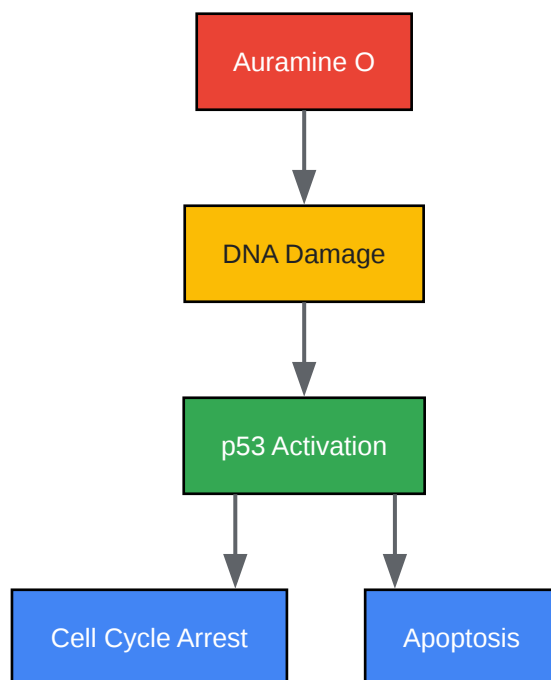 Auramine O
DNA Damage
p53 Activation
Cell Cycle Arrest
Apoptosis